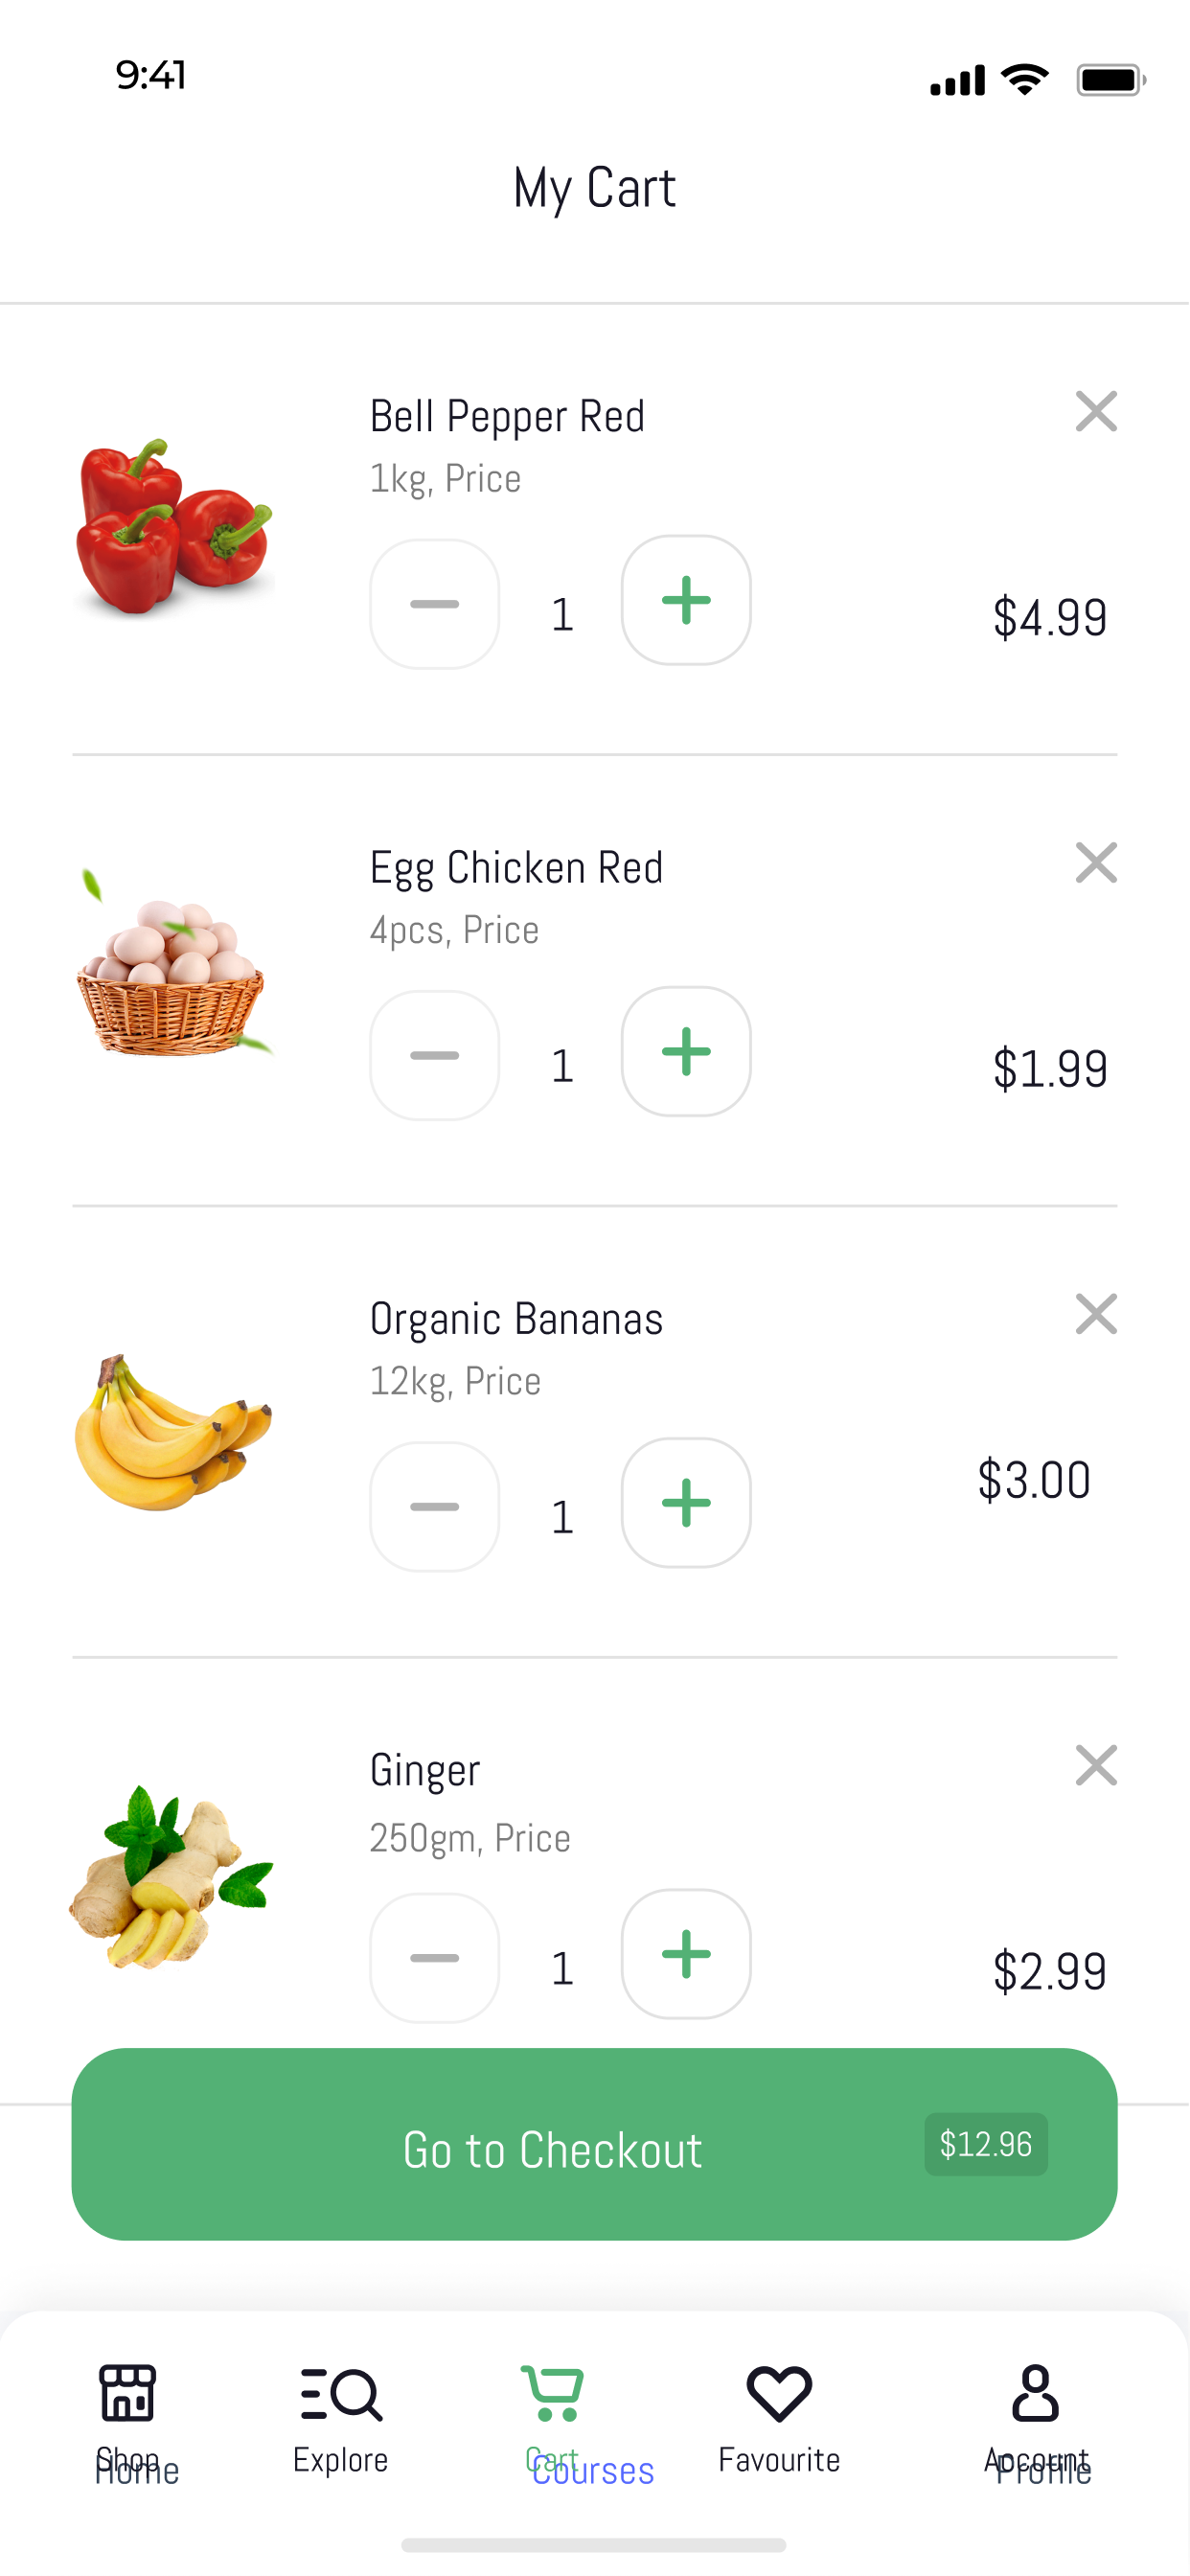 9:41
My Cart
Bell Pepper Red
1kg, Price
1
$4.99
Egg Chicken Red
4pcs, Price
1
$1.99
Organic Bananas
12kg, Price
1
$3.00
Ginger
250gm, Price
1
$2.99
Go to Checkout
$12.96
Shop
Explore
Cart
Favourite
Account
Home
Courses
Profile